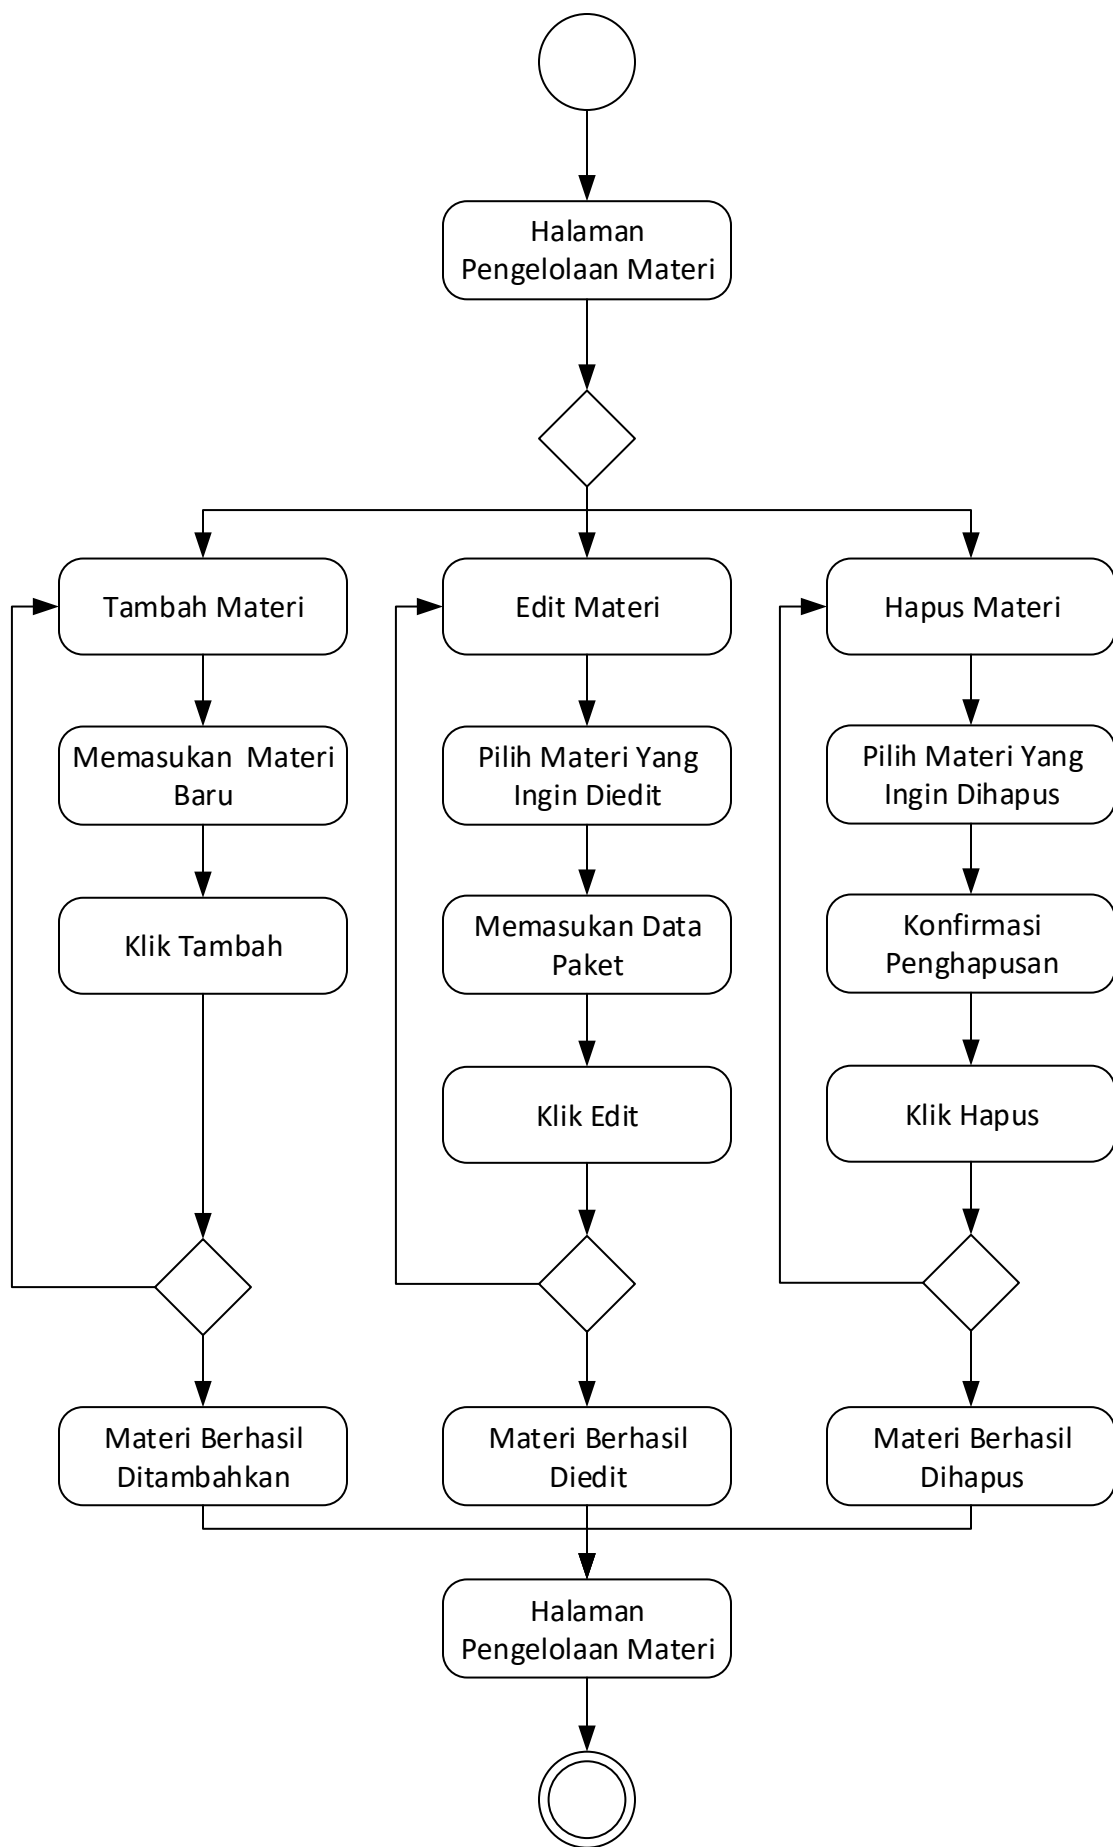 Halaman
Pengelolaan Materi
Tambah Materi
Edit Materi
Hapus Materi
Memasukan  Materi
Baru
Pilih Materi Yang
Ingin Diedit
Pilih Materi Yang
Ingin Dihapus
Klik Tambah
Memasukan Data
Paket
Konfirmasi
Penghapusan
Klik Edit
Klik Hapus
Materi Berhasil
Ditambahkan
Materi Berhasil
Diedit
Materi Berhasil
Dihapus
Halaman
Pengelolaan Materi